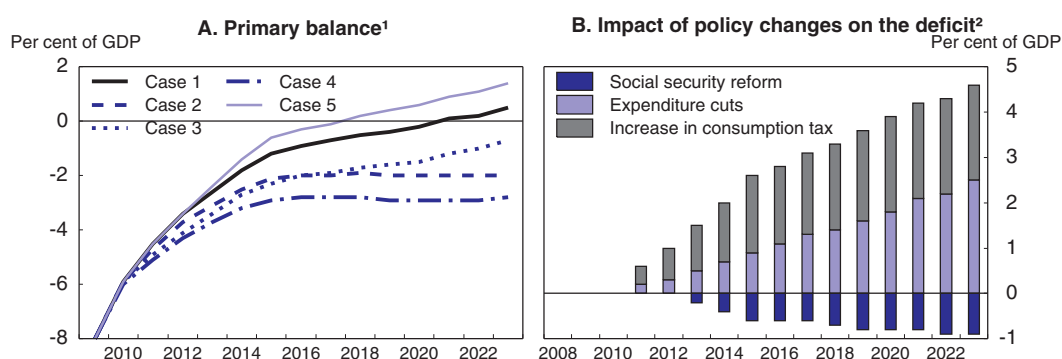 A. Primary balance¹
Per cent of GDP
2
0
-2
-4
-6
-8
Case 1
Case 2
Case 3
Case 4
Case 5
2010 2012 2014 2016 2018 2020 2022
B. Impact of policy changes on the deficit²
Per cent of GDP
5
4
3
2
1
0
-1
Social security reform
Expenditure cuts
Increase in consumption tax
2008 2010 2012 2014 2016 2018 2020 2022